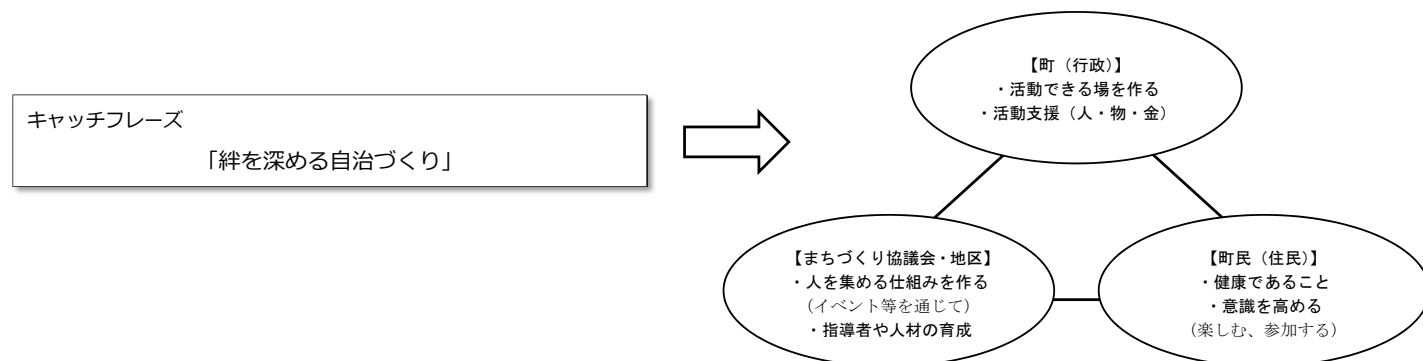 キャッチフレーズ
「絆を深める自治づくり」
【町（行政）】
・活動できる場を作る
・活動支援（人・物・金）
【まちづくり協議会・地区】
・人を集める仕組みを作る
（イベント等を通じて）
・指導者や人材の育成
【町民（住民）】
・健康であること
・意識を高める
（楽しむ、参加する）